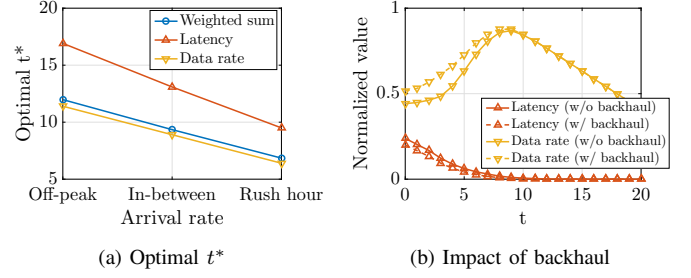 20
15
10
5
Optimal t*
Weighted sum
Latency
Data rate
Off-peak
In-between
Rush hour
Arrival rate
(a) Optimal t*
1
0.5
0
Normalized value
Latency (w/o backhaul)
Latency (w/ backhaul)
Data rate (w/o backhaul)
Data rate (w/ backhaul)
0 5 10 15 20
t
(b) Impact of backhaul